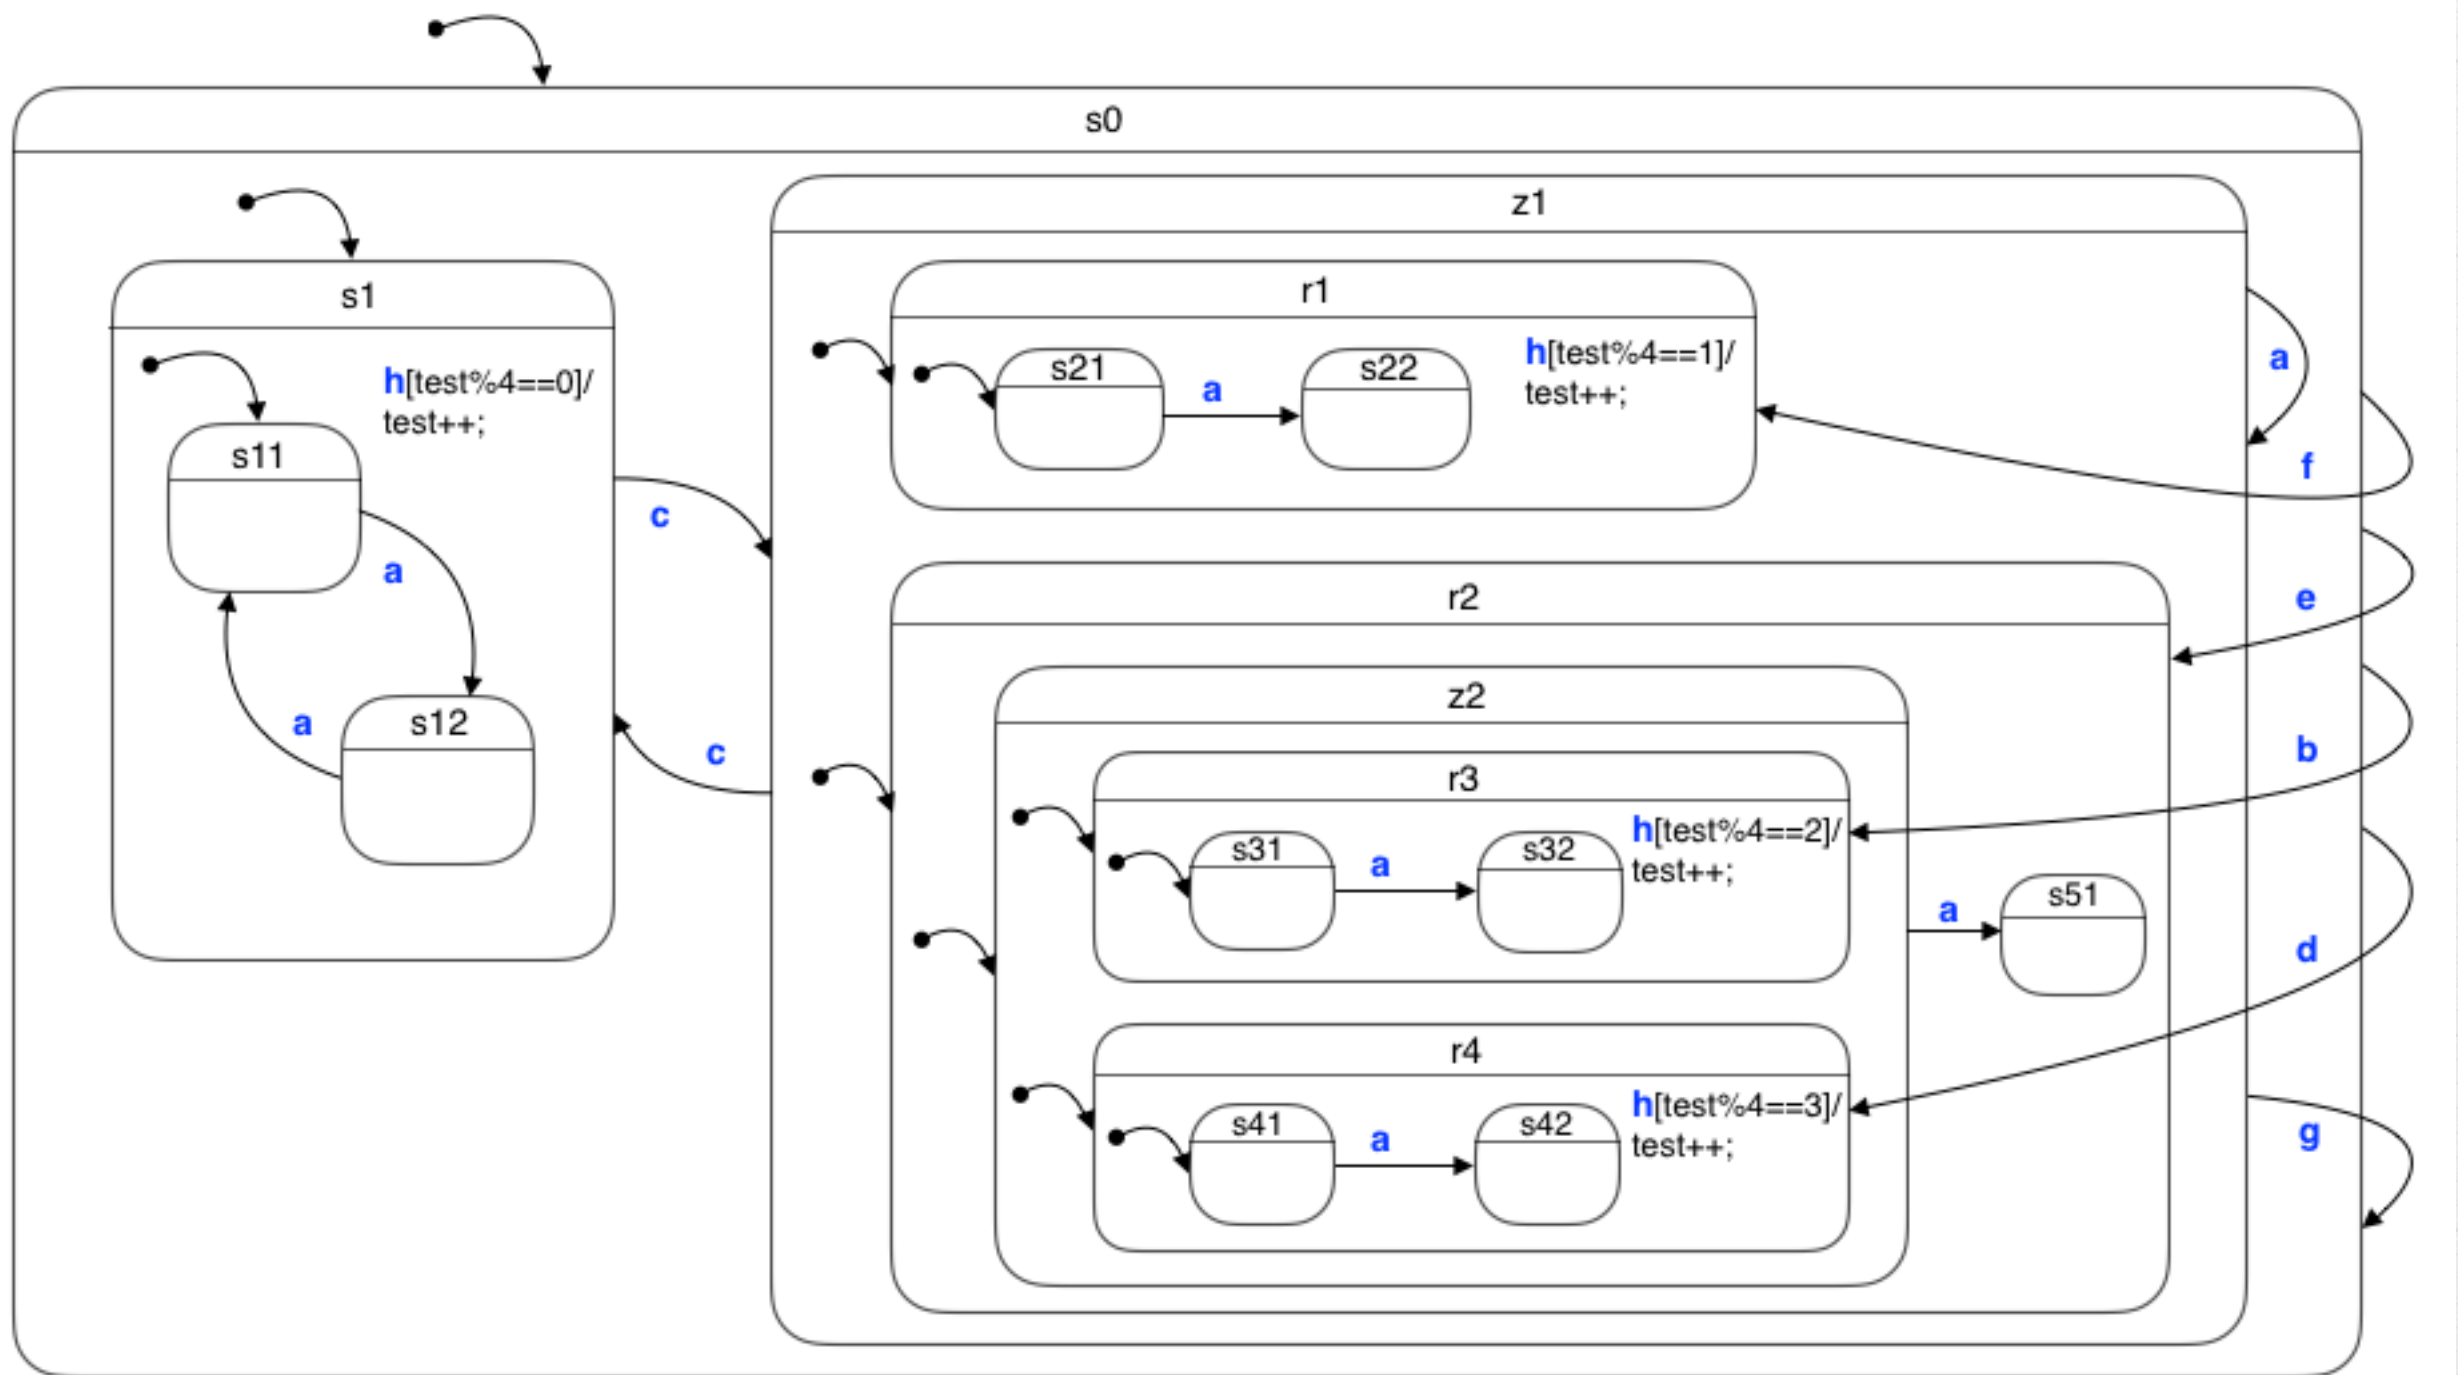 s0
z1
s1
r1
h[test%4==0]/
test++;
s11
a
s12
a
c
c
s21
a
s22
h[test%4==1]/
test++;
a
f
r2
e
z2
r3
s31
a
s32
h[test%4==2]/
test++;
b
a
s51
d
r4
s41
a
s42
h[test%4==3]/
test++;
g